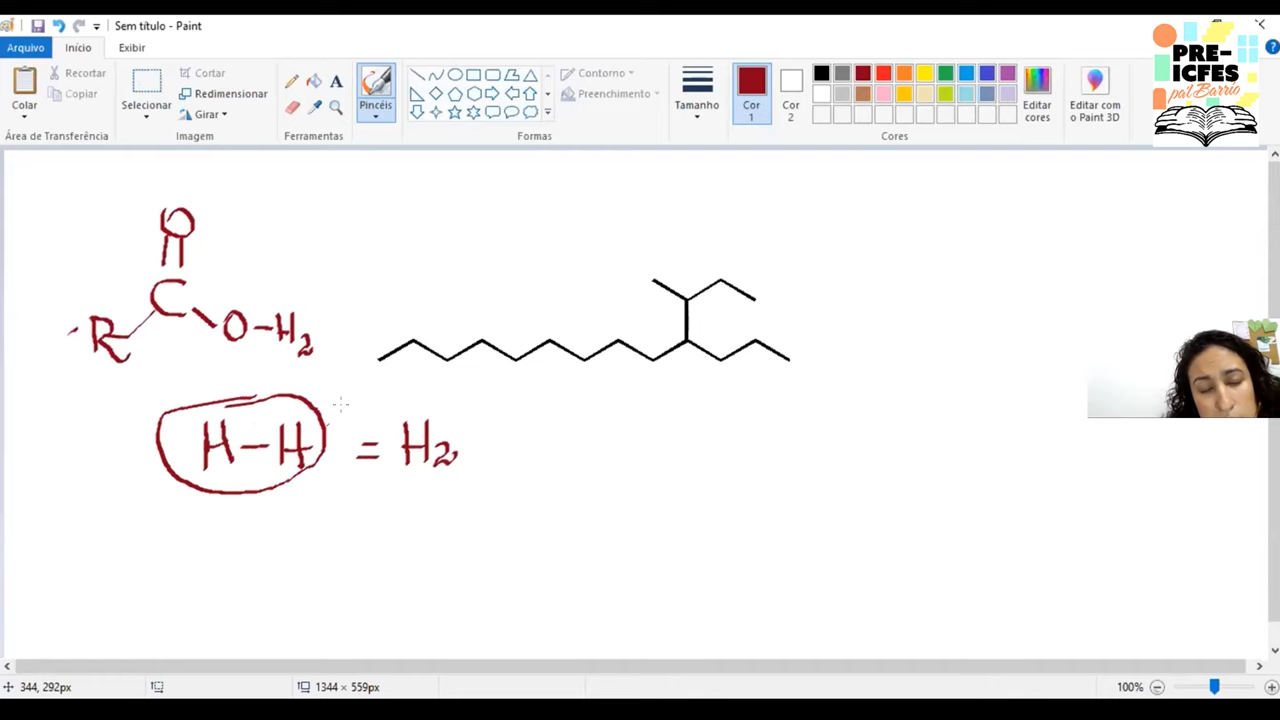 Sem título - Paint
Arquivo Início Exibir
PRE-
ICFES
pal Barrio
Colar
Recortar
Copiar
Área de Transferência
Selecionar
Cortar
Redimensionar
Girar
Imagem
A
Ferramentas
Pincéis
Contorno
Preenchimento
Formas
Tamanho
Cor
1
Cor
2
Editar
cores
Cores
Editar com
o Paint 3D
O
C
R O-H2
H-H = H2
344, 292px 1344 × 559px 100%